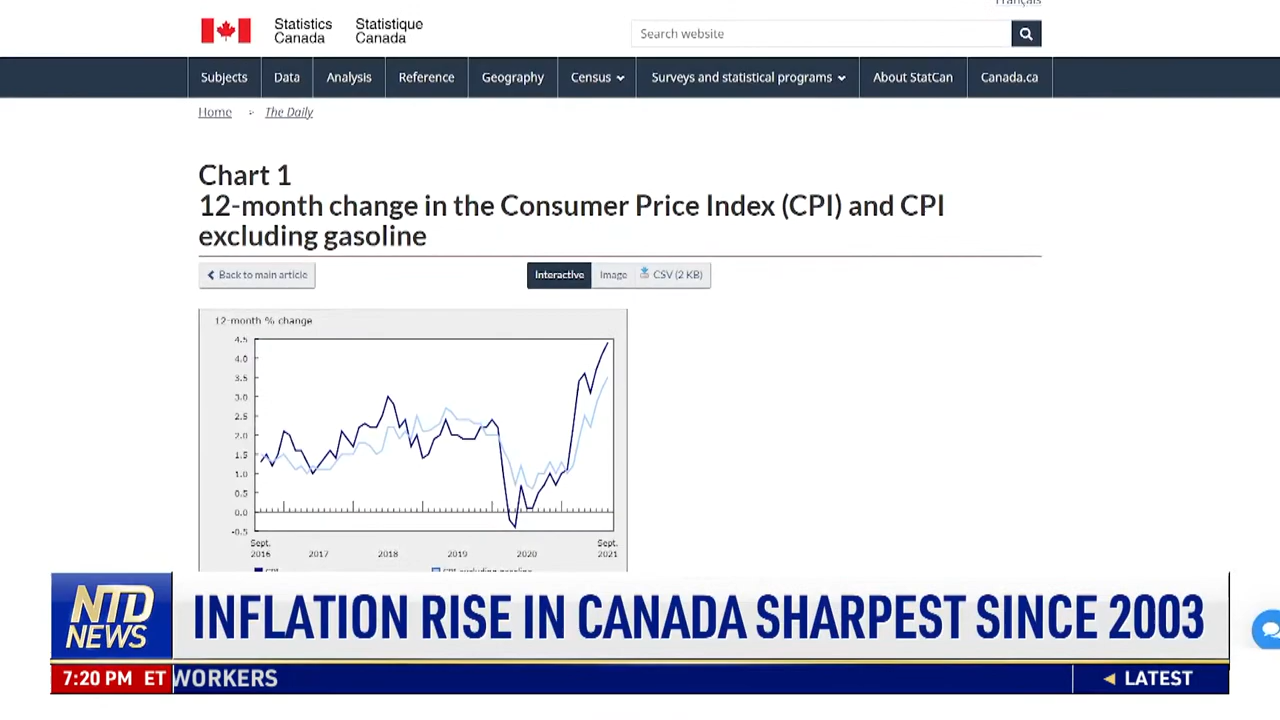 Français
Statistics Statistique
Canada Canada
Search website
Subjects Data Analysis Reference Geography Census Surveys and statistical programs About StatCan Canada.ca
Home > The Daily
Chart 1
12-month change in the Consumer Price Index (CPI) and CPI
excluding gasoline
Back to main article Interactive Image CSV (2 KB)
12-month % change
4.5
4.0
3.5
3.0
2.5
2.0
1.5
1.0
0.5
0.0
-0.5
Sept. Sept.
2016 2017 2018 2019 2020 2021
CPI CPI excluding gasoline
NTD
NEWS
INFLATION RISE IN CANADA SHARPEST SINCE 2003
7:20 PM ET WORKERS LATEST